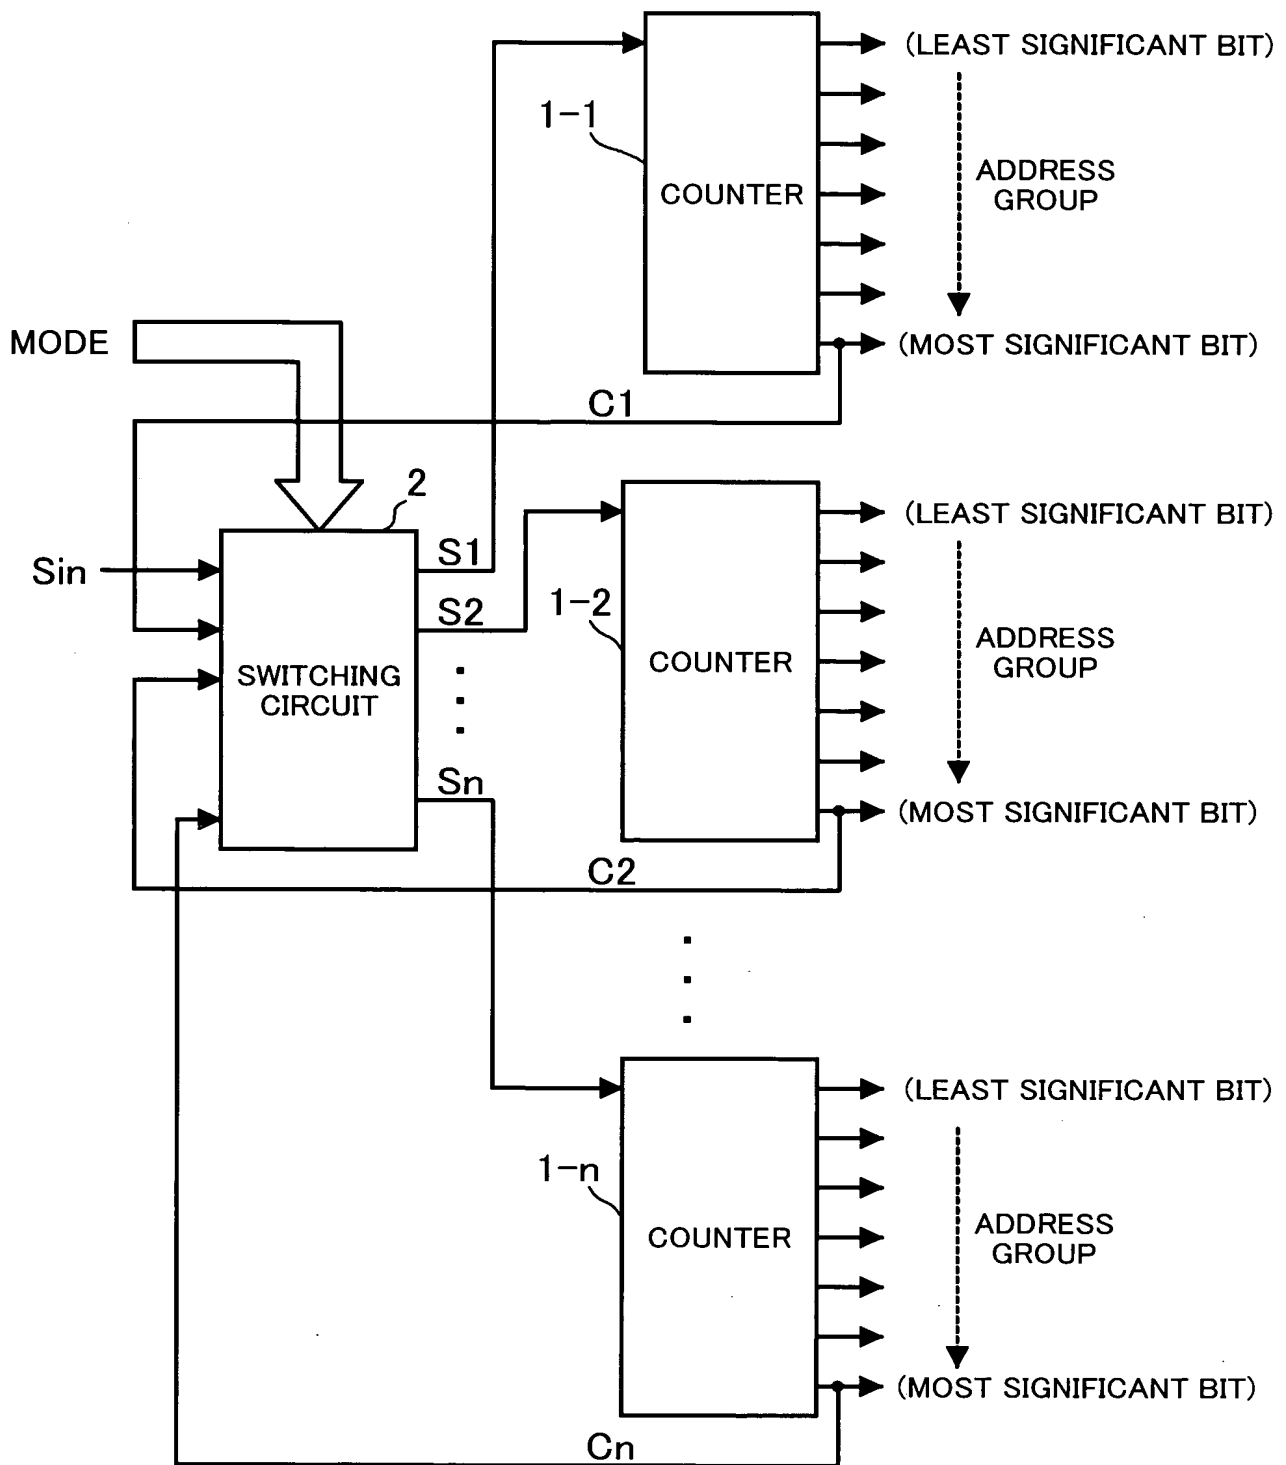 (LEAST SIGNIFICANT BIT)
1-1
COUNTER
ADDRESS
GROUP
MODE
(MOST SIGNIFICANT BIT)
C1
2
(LEAST SIGNIFICANT BIT)
Sin
S1
S2
1-2
SWITCHING
CIRCUIT
COUNTER
ADDRESS
GROUP
Sn
(MOST SIGNIFICANT BIT)
C2
(LEAST SIGNIFICANT BIT)
1-n
COUNTER
ADDRESS
GROUP
(MOST SIGNIFICANT BIT)
Cn